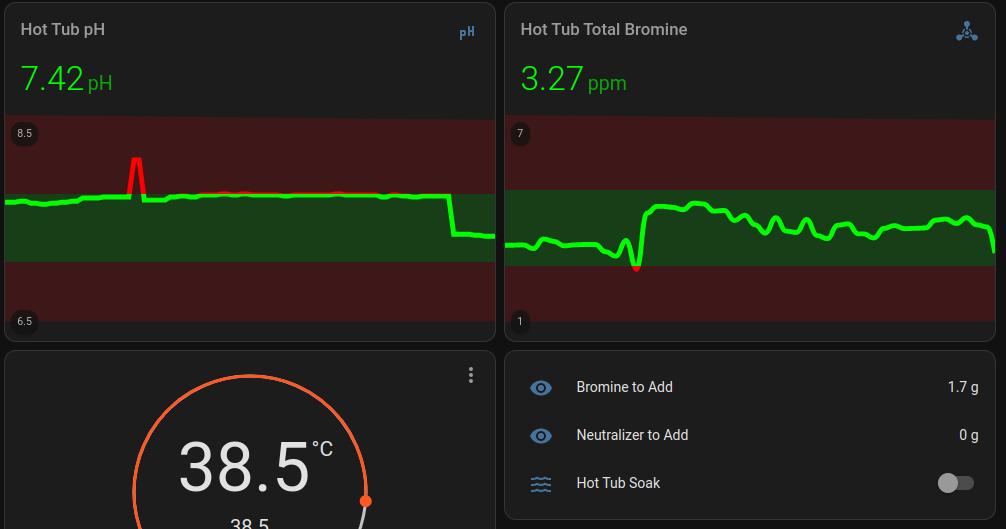 Hot Tub pH
pH
7.42 pH
8.5
6.5
Hot Tub Total Bromine
3.27 ppm
7
1
38.5 °C
38.5
Bromine to Add 1.7 g
Neutralizer to Add 0 g
Hot Tub Soak